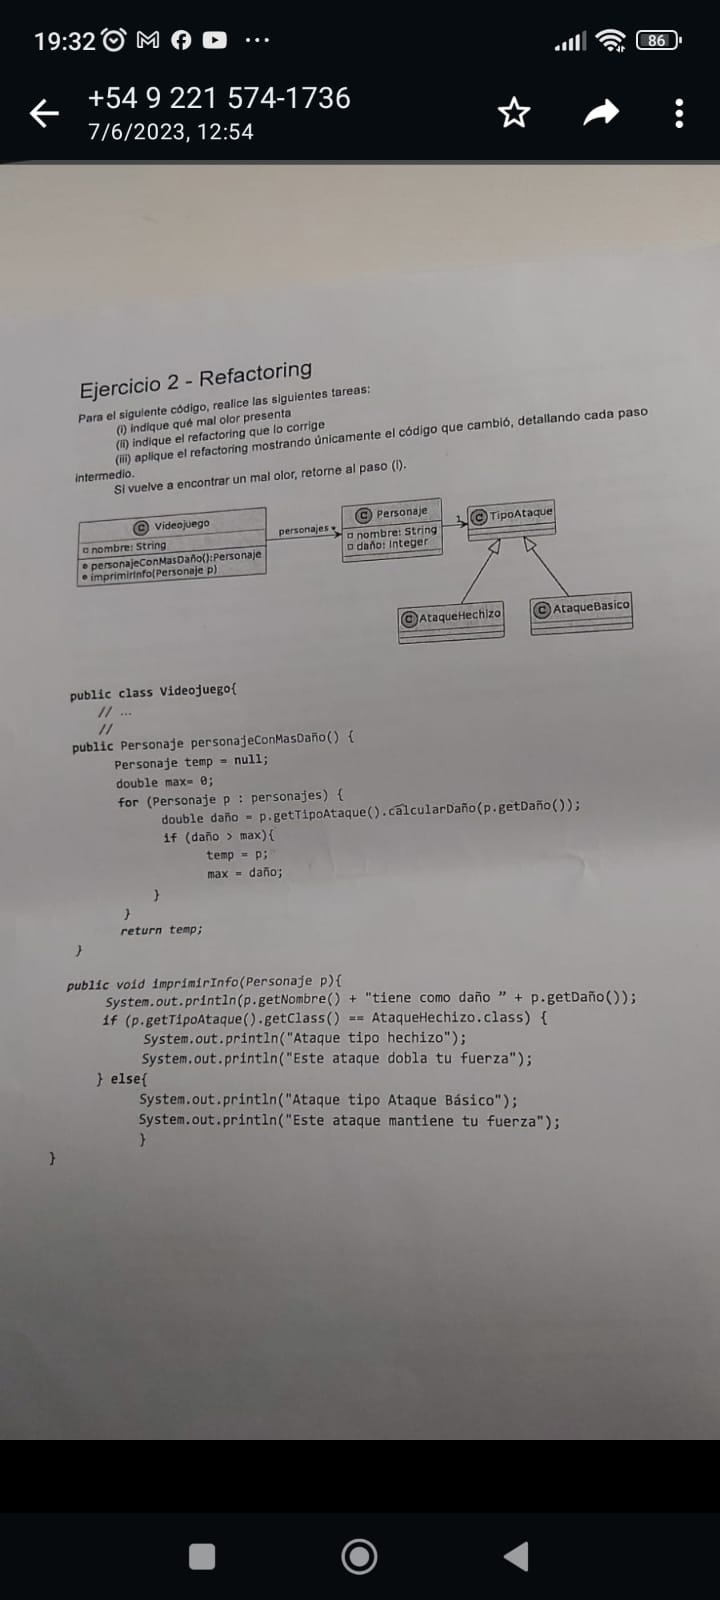 19:32
86
+54 9 221 574-1736
7/6/2023, 12:54
Ejercicio 2 - Refactoring
Para el siguiente código, realice las siguientes tareas:
(i) indique qué mal olor presenta
(ii) indique el refactoring que lo corrige
(iii) aplique el refactoring mostrando únicamente el código que cambió, detallando cada paso
intermedio.
Si vuelve a encontrar un mal olor, retorne al paso (i).
C Videojuego
nombre: String
personajeConMasDaño():Personaje
imprimirInfo(Personaje p)
personajes
C Personaje
nombre: String
daño: Integer
1
C TipoAtaque
C AtaqueHechizo
C AtaqueBasico
public class Videojuego{
// ...
//
public Personaje personajeConMasDaño() {
Personaje temp = null;
double max= 0;
for (Personaje p : personajes) {
double daño = p.getTipoAtaque().calcularDaño(p.getDaño());
if (daño > max){
temp = p;
max = daño;
}
}
return temp;
}
public void imprimirInfo(Personaje p){
System.out.println(p.getNombre() + "tiene como daño ” + p.getDaño());
if (p.getTipoAtaque().getClass() == AtaqueHechizo.class) {
System.out.println("Ataque tipo hechizo");
System.out.println("Este ataque dobla tu fuerza");
} else{
System.out.println("Ataque tipo Ataque Básico");
System.out.println("Este ataque mantiene tu fuerza");
}
}